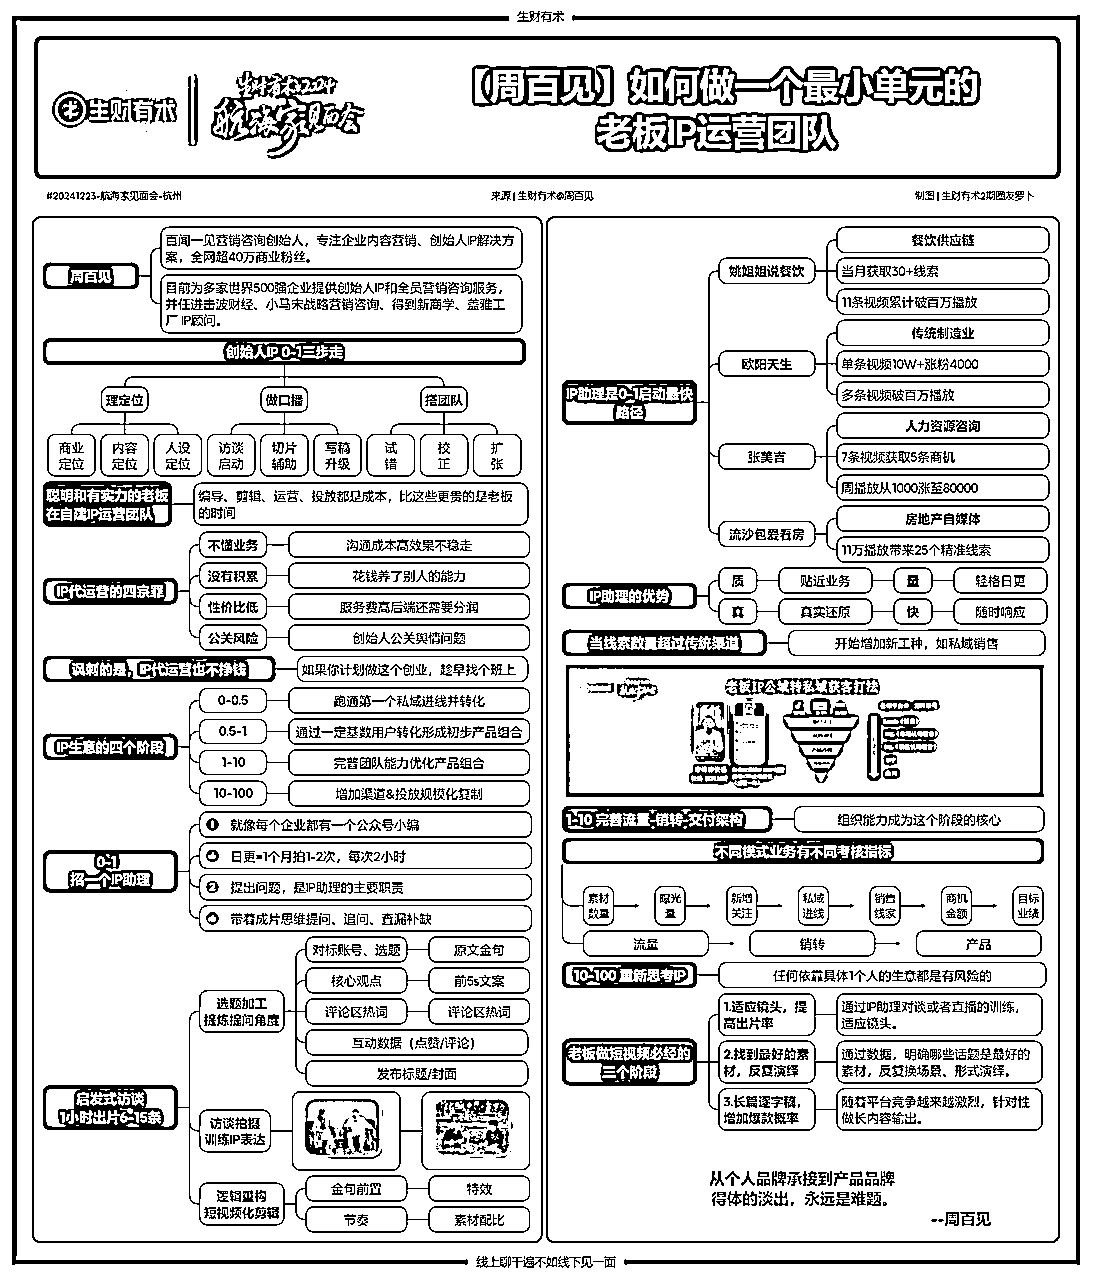 生财有术
生财有术
生财有术2024
航海家见面会
【周百见】如何做一个最小单元的
老板IP运营团队
#20241223-航海家见面会-杭州
来源 | 生财有术@周百见
制图 | 生财有术2期圈友萝卜
周百见
百闻一见营销咨询创始人，专注企业内容营销、创始人IP解决方
案，全网超40万商业粉丝。
目前为多家世界500强企业提供创始人IP和全员营销咨询服务，
并任进击波财经、小马宋战略营销咨询、得到新商学、盖雅工
厂 IP顾问。
创始人IP 0-1三步走
理定位
做口播
搭团队
商业
定位
内容
定位
人设
定位
访谈
启动
切片
辅助
写稿
升级
试
错
校
正
扩
张
聪明和有实力的老板
在自建IP运营团队
编导、剪辑、运营、投放都是成本，比这些更贵的是老板
的时间
IP代运营的四宗罪
不懂业务
沟通成本高效果不稳走
没有积累
花钱养了别人的能力
性价比低
服务费高后端还需要分润
公关风险
创始人公关舆情问题
讽刺的是，IP代运营也不挣钱
如果你计划做这个创业，趁早找个班上
IP生意的四个阶段
0-0.5
跑通第一个私域进线并转化
0.5-1
通过一定基数用户转化形成初步产品组合
1-10
完善团队能力优化产品组合
10-100
增加渠道&投放规模化复制
0-1
招一个IP助理
就像每个企业都有一个公众号小编
日更=1个月拍1-2次，每次2小时
提出问题，是IP助理的主要职责
带着成片思维提问、追问、查漏补缺
启发式访谈
1小时出片6-15条
选题加工
提炼提问角度
对标账号、选题
原文金句
核心观点
前5s文案
评论区热词
评论区热词
互动数据（点赞/评论）
发布标题/封面
访谈拍摄
训练IP表达
逻辑重构
短视频化剪辑
金句前置
特效
节奏
素材配比
IP助理是0-1启动最快
路径
姚姐姐说餐饮
餐饮供应链
当月获取30+线索
11条视频累计破百万播放
欧阳天生
传统制造业
单条视频10W+涨粉4000
多条视频破百万播放
张美吉
人力资源咨询
7条视频获取5条商机
周播放从1000涨至80000
流沙包爱看房
房地产自媒体
11万播放带来25个精准线索
IP助理的优势
质
贴近业务
量
轻松日更
真
真实还原
快
随时响应
当线索数量超过传统渠道
开始增加新工种，如私域销售
老板IP公域转私域获客打法
1-10 完善流量-销转-交付架构
组织能力成为这个阶段的核心
不同模式业务有不同考核指标
素材
数量
曝光
量
新增
关注
私域
进线
销售
线索
商机
金额
目标
业绩
流量
销转
产品
10-100 重新思考IP
任何依靠具体1个人的生意都是有风险的
老板做短视频必经的
三个阶段
1.适应镜头，提
高出片率
通过IP助理对谈或者直播的训练，
适应镜头。
2.找到最好的素
材，反复演绎
通过数据，明确哪些话题是最好的
素材，反复换场景、形式演绎。
3.长篇逐字稿，
增加爆款概率
随着平台竞争越来越激烈，针对性
做长内容输出。
从个人品牌承接到产品品牌
得体的淡出，永远是难题。
--周百见
线上聊千遍不如线下见一面